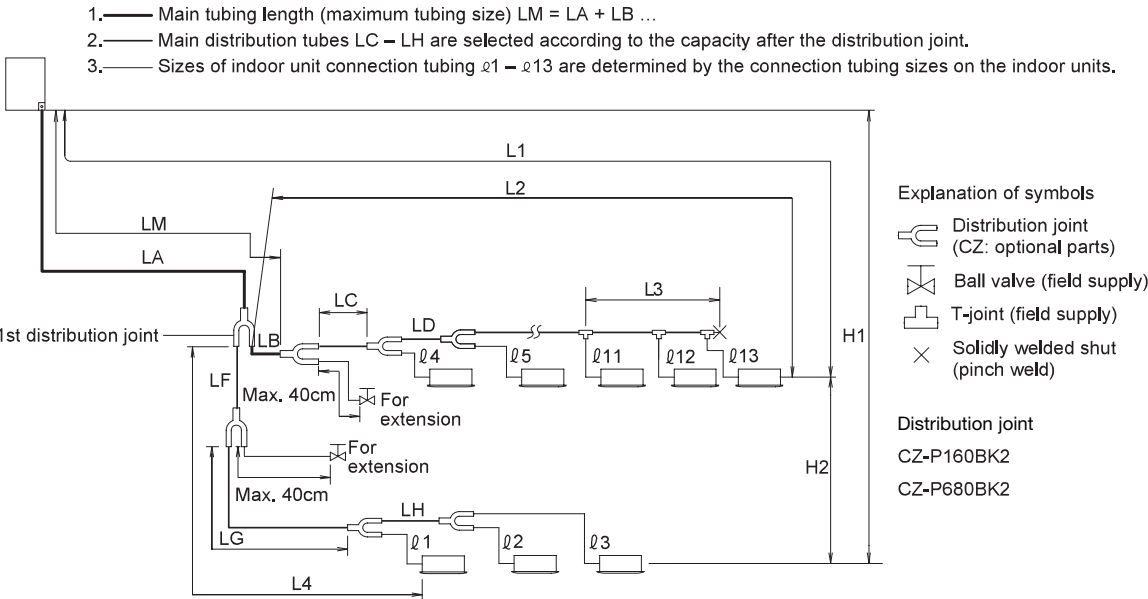 1. Main tubing length (maximum tubing size) LM = LA + LB ...
2. Main distribution tubes LC – LH are selected according to the capacity after the distribution joint.
3. Sizes of indoor unit connection tubing ℓ1 – ℓ13 are determined by the connection tubing sizes on the indoor units.
L1
L2
LM
LA
L3
LC
LD
1st distribution joint
LB
ℓ4
ℓ5
ℓ11
ℓ12
ℓ13
H1
LF
Max. 40cm
For
extension
For
extension
Max. 40cm
H2
LH
LG
ℓ1
ℓ2
ℓ3
L4
Explanation of symbols
Distribution joint
(CZ: optional parts)
Ball valve (field supply)
T-joint (field supply)
Solidly welded shut
(pinch weld)
Distribution joint
CZ-P160BK2
CZ-P680BK2